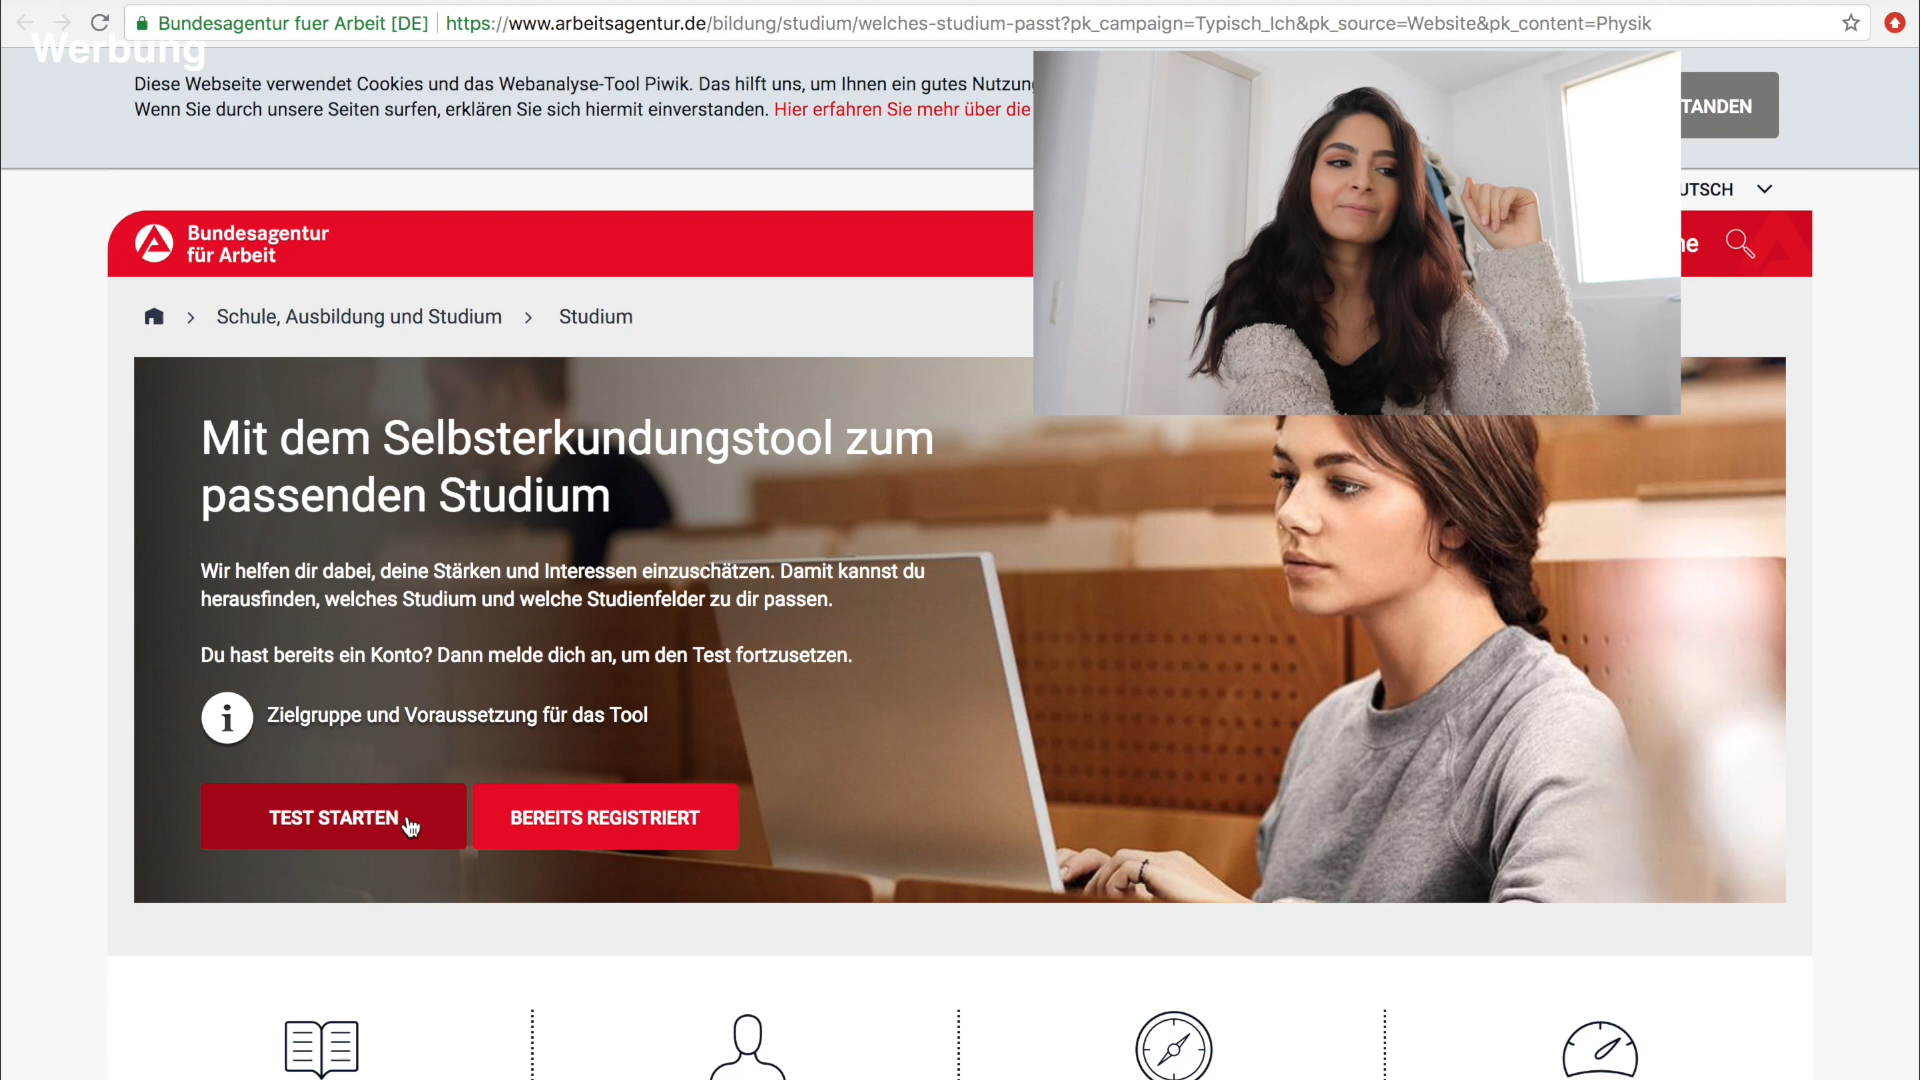 Bundesagentur fuer Arbeit [DE] https://www.arbeitsagentur.de/bildung/studium/welches-studium-passt?pk_campaign=Typisch_Ich&pk_source=Website&pk_content=Physik
Werbung
Diese Webseite verwendet Cookies und das Webanalyse-Tool Piwik. Das hilft uns, um Ihnen ein gutes Nutzun
Wenn Sie durch unsere Seiten surfen, erklären Sie sich hiermit einverstanden. Hier erfahren Sie mehr über die
TANDEN
UTSCH
Bundesagentur
für Arbeit
ne
Schule, Ausbildung und Studium > Studium
Mit dem Selbsterkundungstool zum
passenden Studium
Wir helfen dir dabei, deine Stärken und Interessen einzuschätzen. Damit kannst du
herausfinden, welches Studium und welche Studienfelder zu dir passen.
Du hast bereits ein Konto? Dann melde dich an, um den Test fortzusetzen.
i Zielgruppe und Voraussetzung für das Tool
TEST STARTEN
BEREITS REGISTRIERT